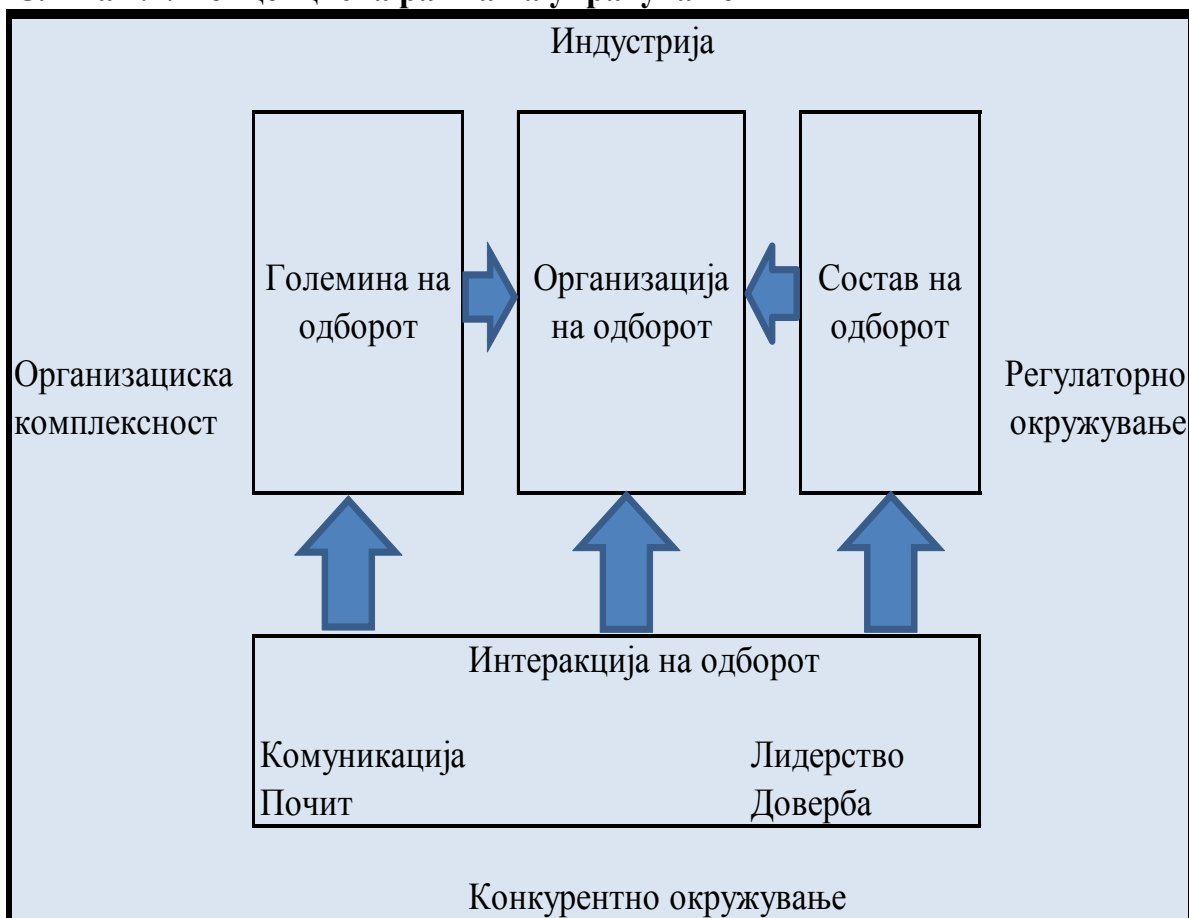 Индустрија
Големина на
одборот
Организација
на одборот
Состав на
одборот
Организациска
комплексност
Регулаторно
окружување
Интеракција на одборот
Комуникација
Лидерство
Почит
Доверба
Конкурентно окружување